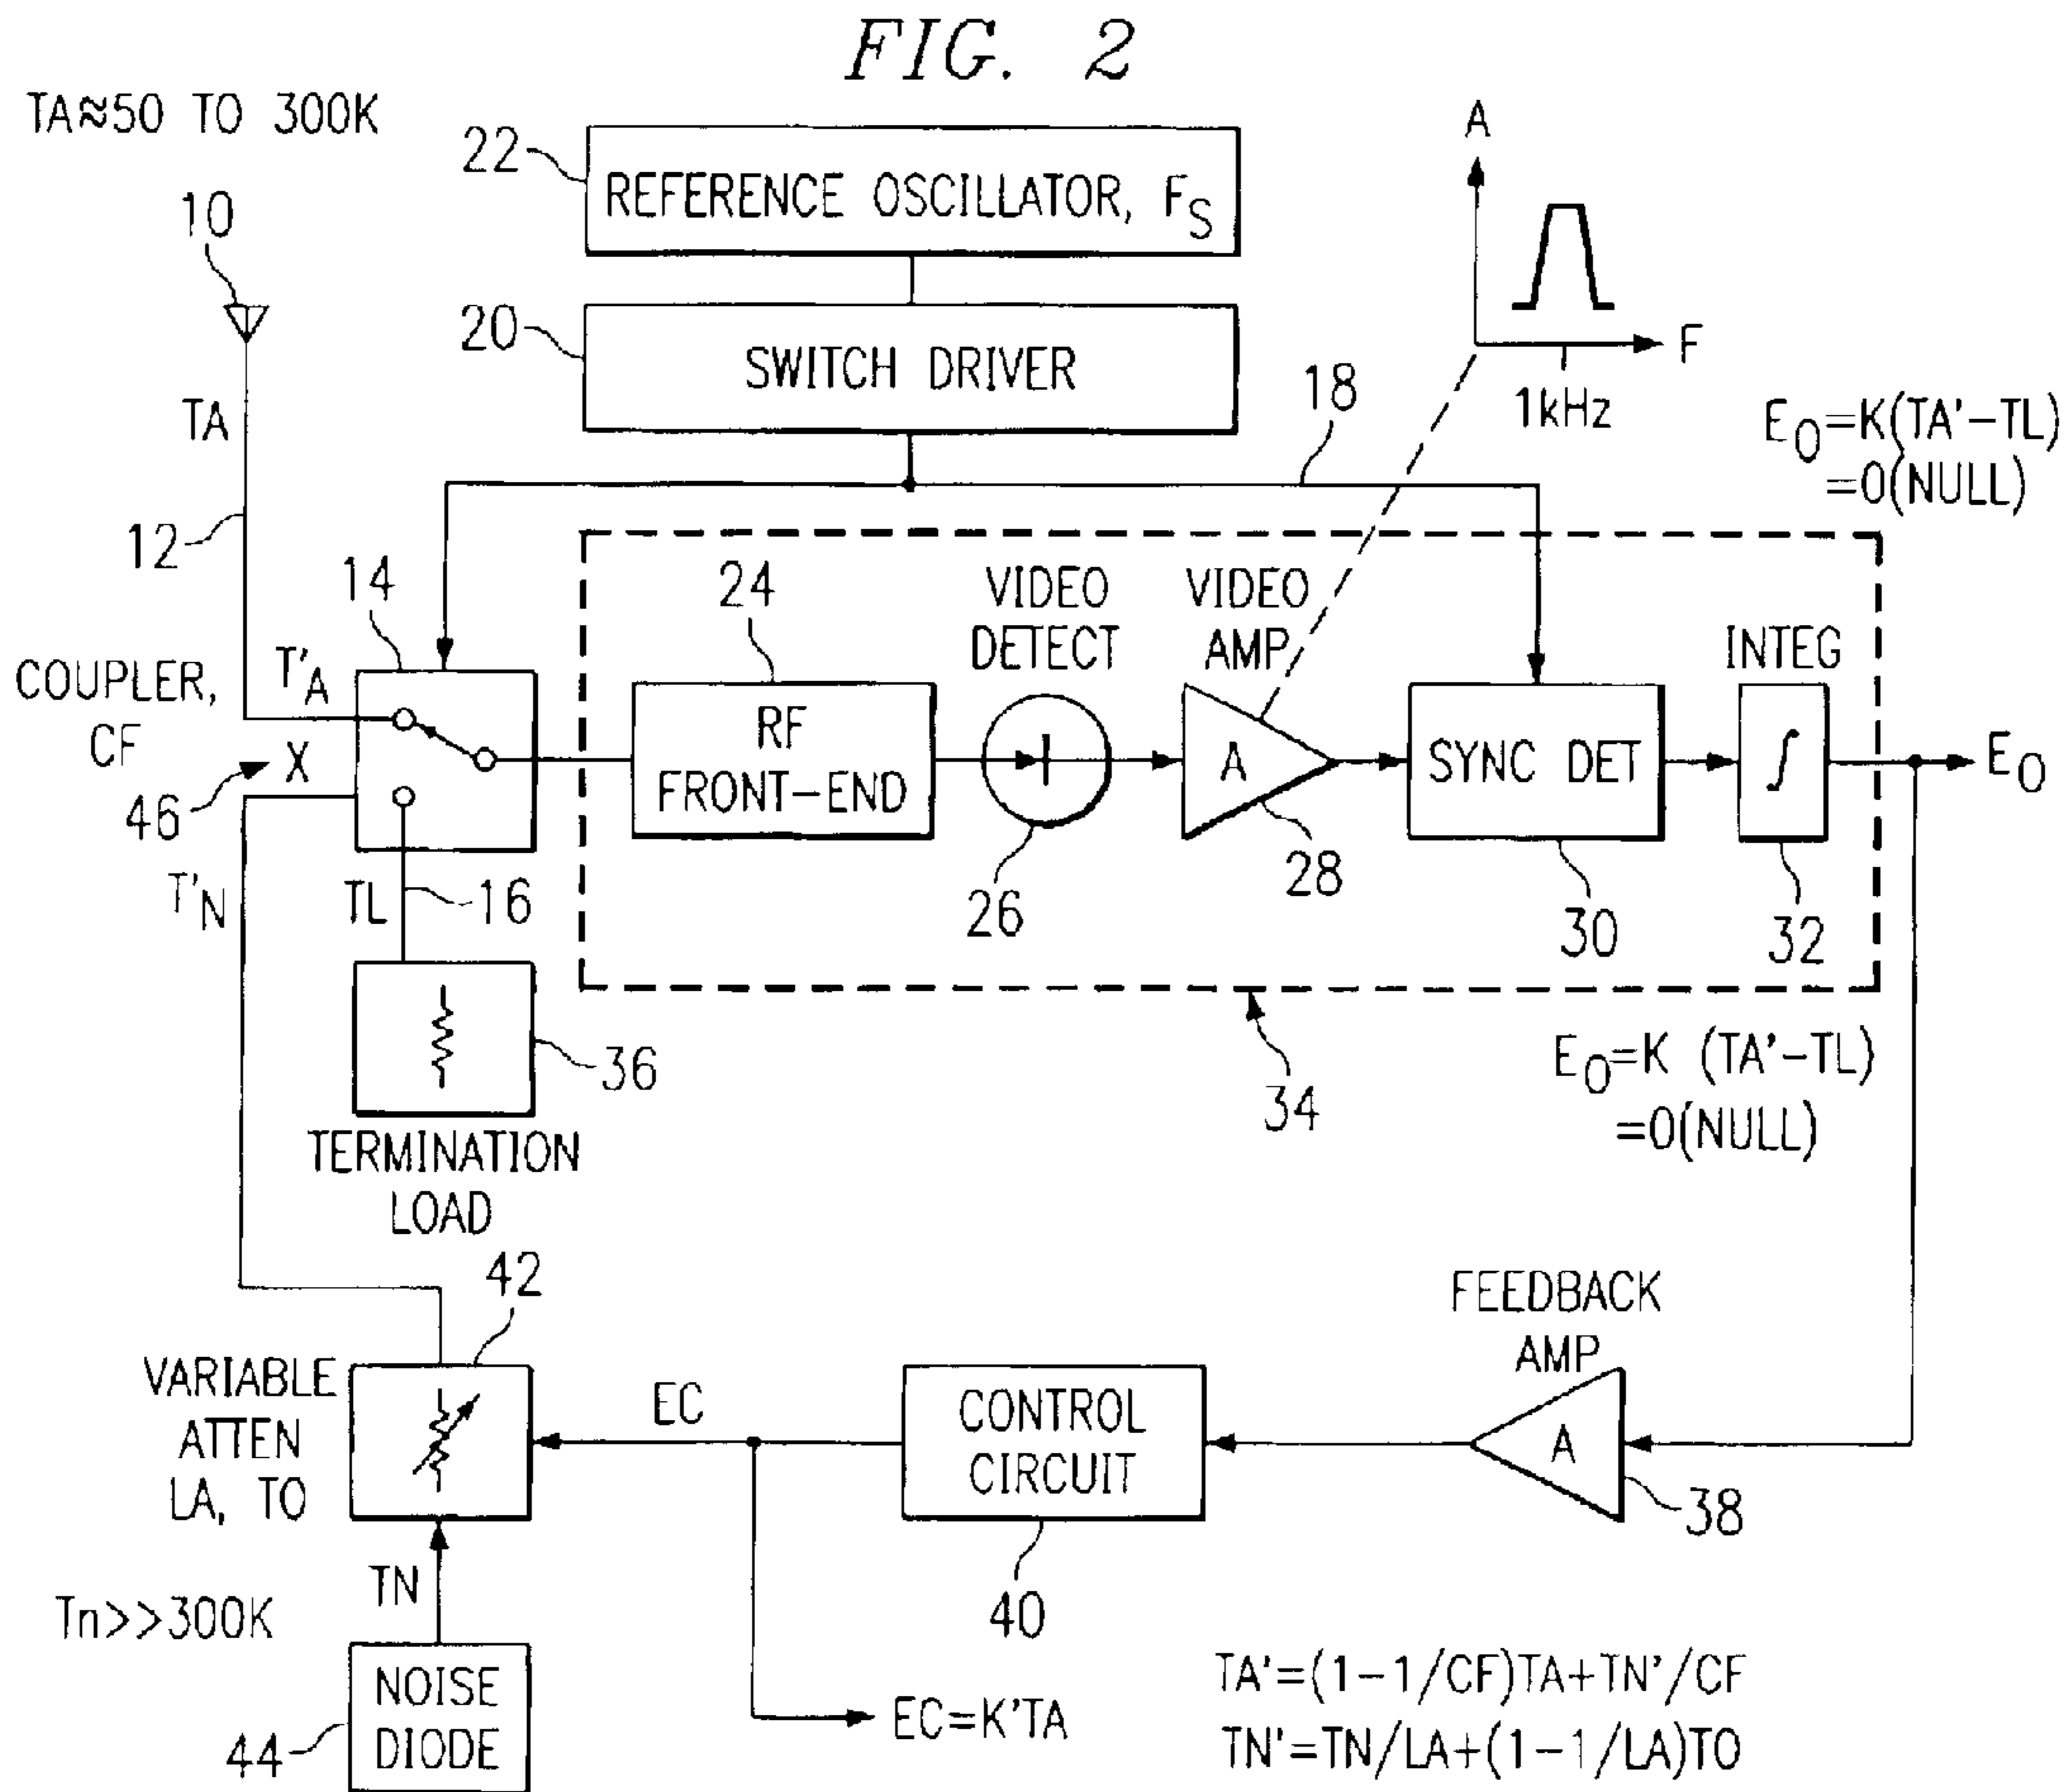 FIG. 2
TA≈50 TO 300K
22
REFERENCE OSCILLATOR, FS
A
10
20
SWITCH DRIVER
F
1kHz
18
TA
EO=K(TA'-TL)
=0(NULL)
12
14
24
VIDEO
DETECT
VIDEO
AMP
INTEG
COUPLER,
CF
T'A
X
46
RF
FRONT-END
A
SYNC DET
∫
EO
T'N
TL
16
26
28
30
32
36
34
EO=K (TA'-TL)
=0(NULL)
TERMINATION
LOAD
42
FEEDBACK
AMP
VARIABLE
ATTEN
LA, TO
EC
CONTROL
CIRCUIT
A
38
TN
40
Tn>>300K
NOISE
DIODE
44
EC=K'TA
TA'=(1-1/CF)TA+TN'/CF
TN'=TN/LA+(1-1/LA)TO